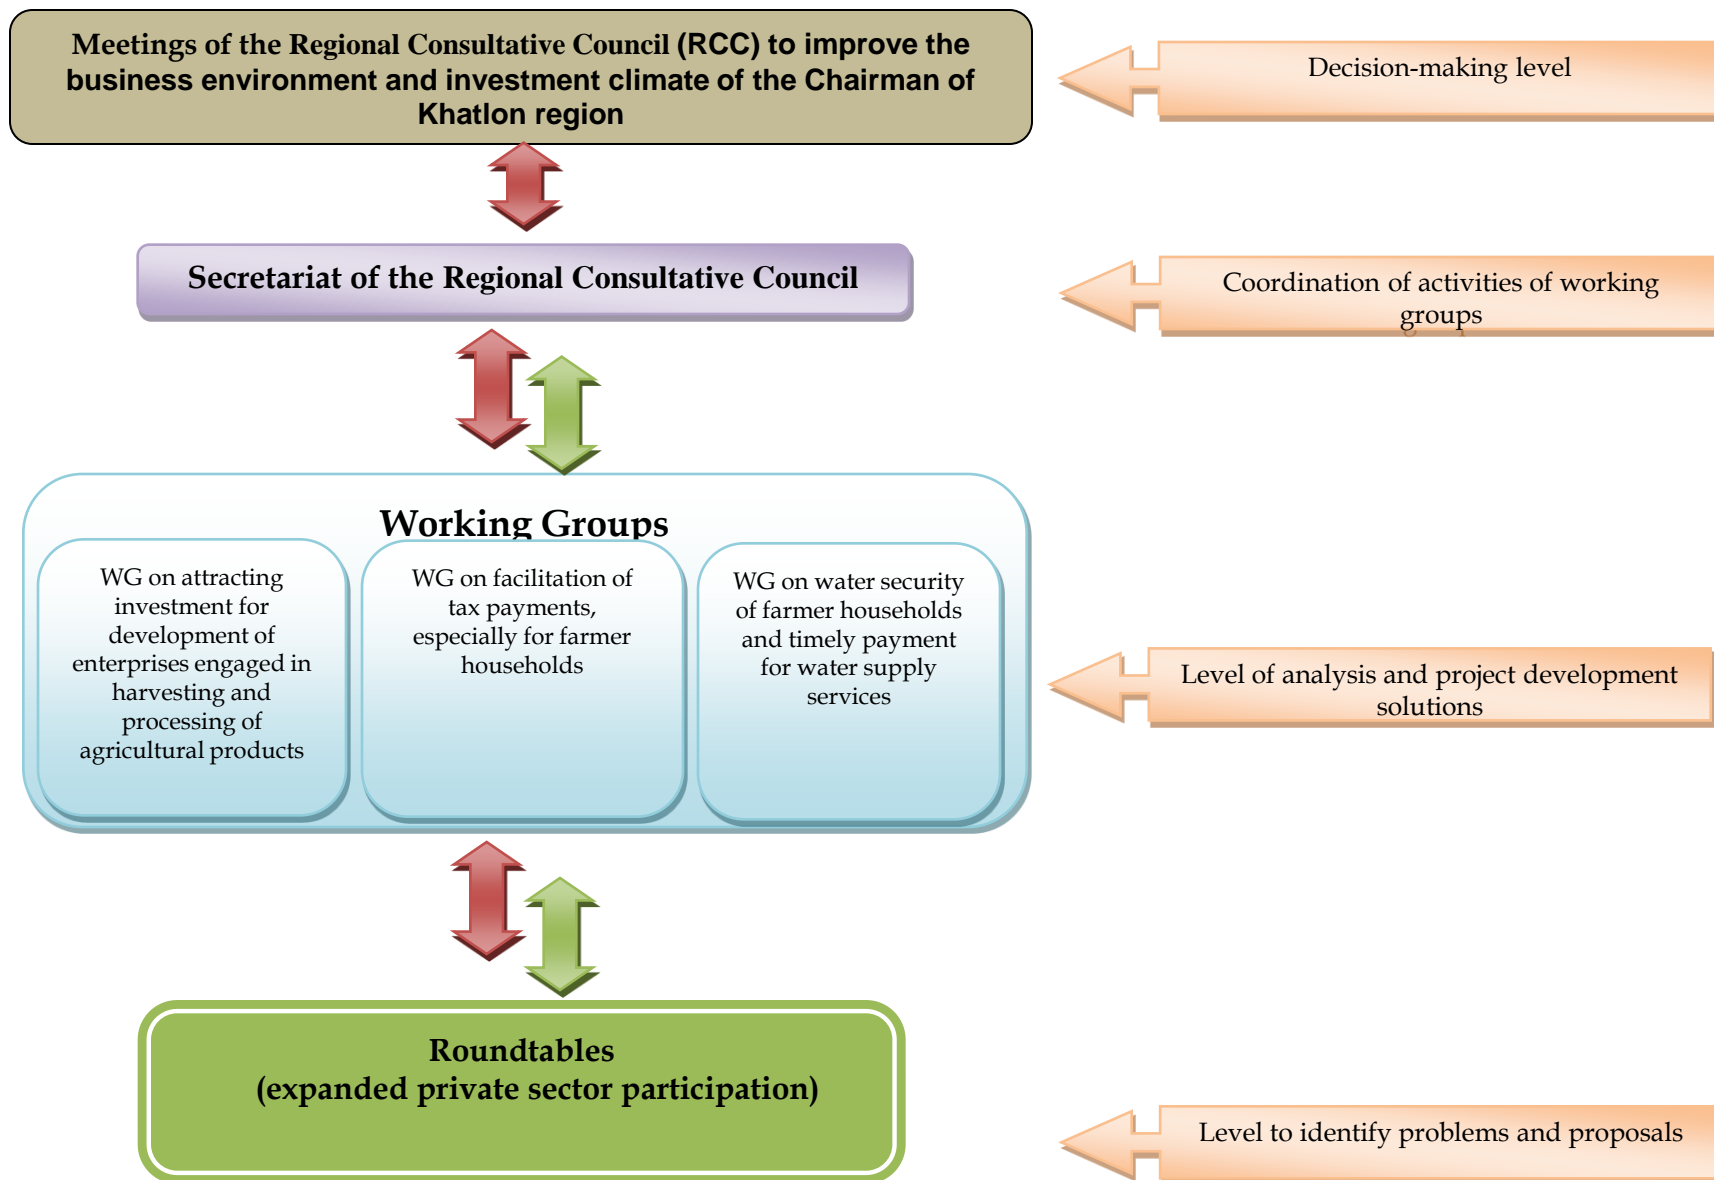 Meetings of the Regional Consultative Council (RCC) to improve the
business environment and investment climate of the Chairman of
Khatlon region
Decision-making level
Secretariat of the Regional Consultative Council
Coordination of activities of working
groups
Working Groups
WG on attracting
investment for
development of
enterprises engaged in
harvesting and
processing of
agricultural products
WG on facilitation of
tax payments,
especially for farmer
households
WG on water security
of farmer households
and timely payment
for water supply
services
Level of analysis and project development
solutions
Roundtables
(expanded private sector participation)
Level to identify problems and proposals